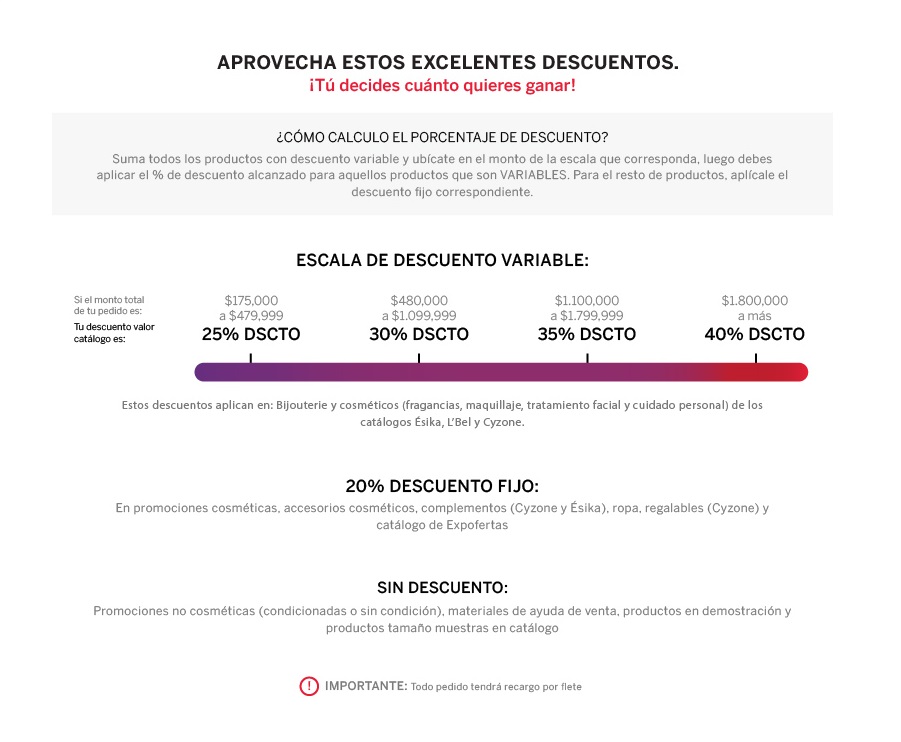 APROVECHA ESTOS EXCELENTES DESCUENTOS.
¡Tú decides cuánto quieres ganar!
¿CÓMO CALCULO EL PORCENTAJE DE DESCUENTO?
Suma todos los productos con descuento variable y ubícate en el monto de la escala que corresponda, luego debes
aplicar el % de descuento alcanzado para aquellos productos que son VARIABLES. Para el resto de productos, aplícale el
descuento fijo correspondiente.
ESCALA DE DESCUENTO VARIABLE:
Si el monto total
de tu pedido es:
Tu descuento valor
catálogo es:
$175,000
a $479,999
25% DSCTO
$480,000
a $1.099,999
30% DSCTO
$1.100,000
a $1.799,999
35% DSCTO
$1.800,000
a más
40% DSCTO
Estos descuentos aplican en: Bijouterie y cosméticos (fragancias, maquillaje, tratamiento facial y cuidado personal) de los
catálogos Ésika, L'Bel y Cyzone.
20% DESCUENTO FIJO:
En promociones cosméticas, accesorios cosméticos, complementos (Cyzone y Ésika), ropa, regalables (Cyzone) y
catálogo de Expofertas
SIN DESCUENTO:
Promociones no cosméticas (condicionadas o sin condición), materiales de ayuda de venta, productos en demostración y
productos tamaño muestras en catálogo
! IMPORTANTE: Todo pedido tendrá recargo por flete